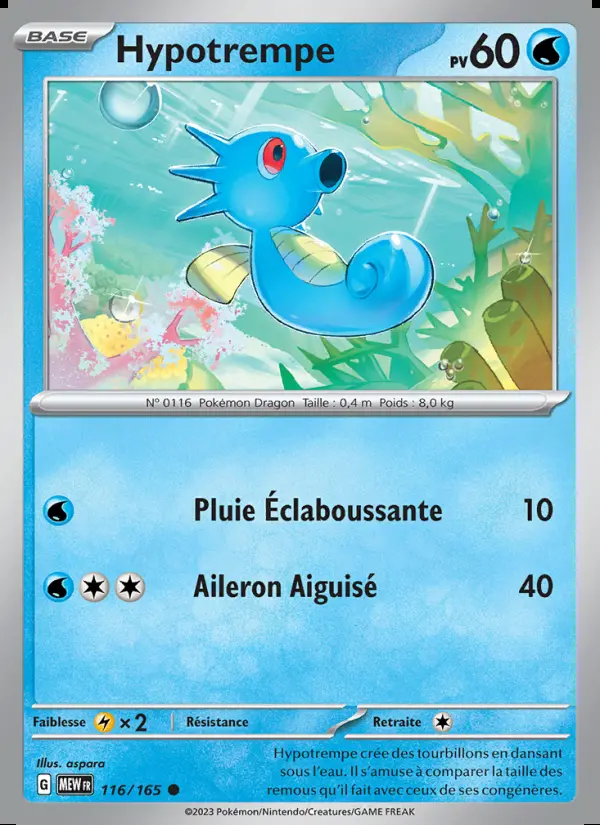 BASE
Hypotrempe
PV 60
N° 0116 Pokémon Dragon Taille : 0,4 m Poids : 8,0 kg
Pluie Éclaboussante 10
Aileron Aiguisé 40
Faiblesse ×2 Résistance Retraite
Illus. aspara
Hypotrempe crée des tourbillons en dansant
sous l'eau. Il s'amuse à comparer la taille des
remous qu'il fait avec ceux de ses congénères.
G MEW FR 116/165
©2023 Pokémon/Nintendo/Creatures/GAME FREAK